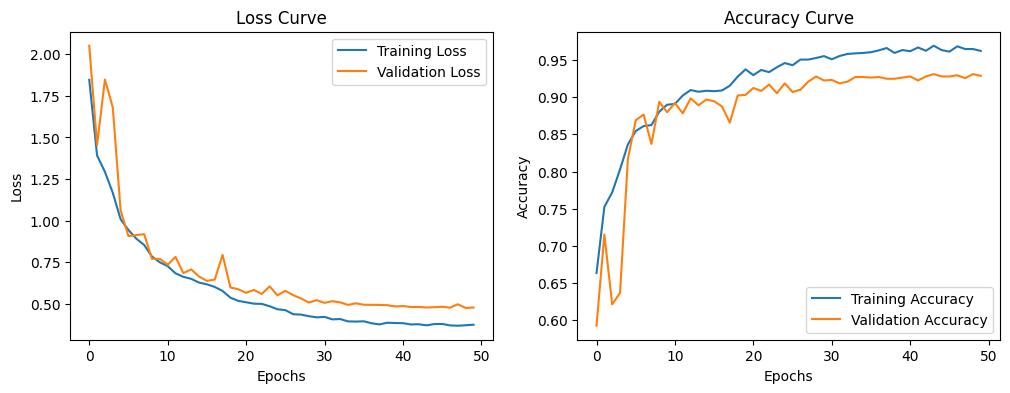 Loss Curve
Loss
2.00
1.75
1.50
1.25
1.00
0.75
0.50
Training Loss
Validation Loss
0 10 20 30 40 50
Epochs
Accuracy Curve
Accuracy
0.95
0.90
0.85
0.80
0.75
0.70
0.65
0.60
Training Accuracy
Validation Accuracy
0 10 20 30 40 50
Epochs